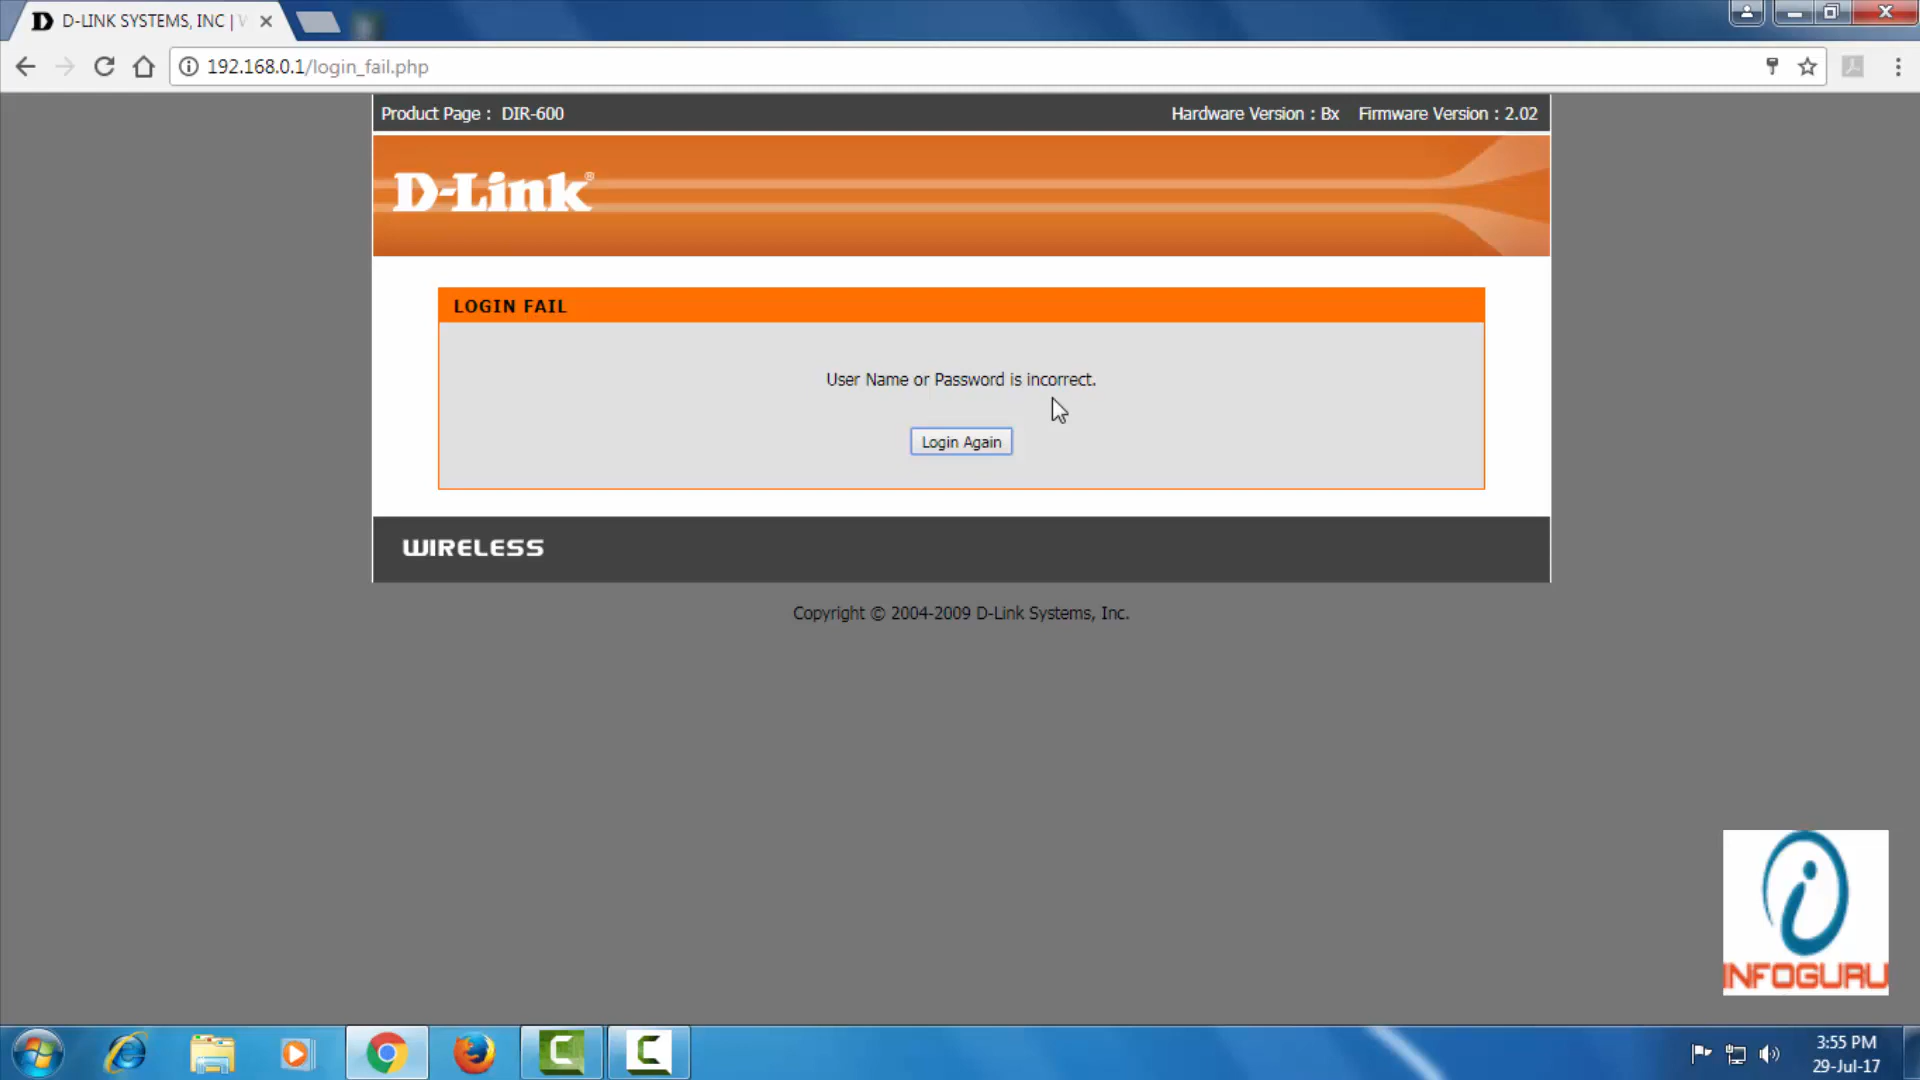 D-LINK SYSTEMS, INC |
192.168.0.1/login_fail.php
Product Page : DIR-600
Hardware Version : Bx Firmware Version : 2.02
D-Link®
LOGIN FAIL
User Name or Password is incorrect.
Login Again
WIRELESS
Copyright © 2004-2009 D-Link Systems, Inc.
INFOGURU
3:55 PM
29-Jul-17